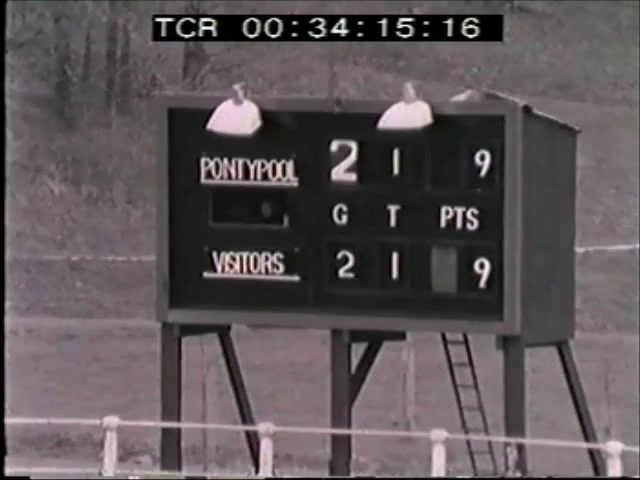 TCR 00:34:15:16
PONTYPOOL 2 1 9
G T PTS
VISITORS 2 1 9